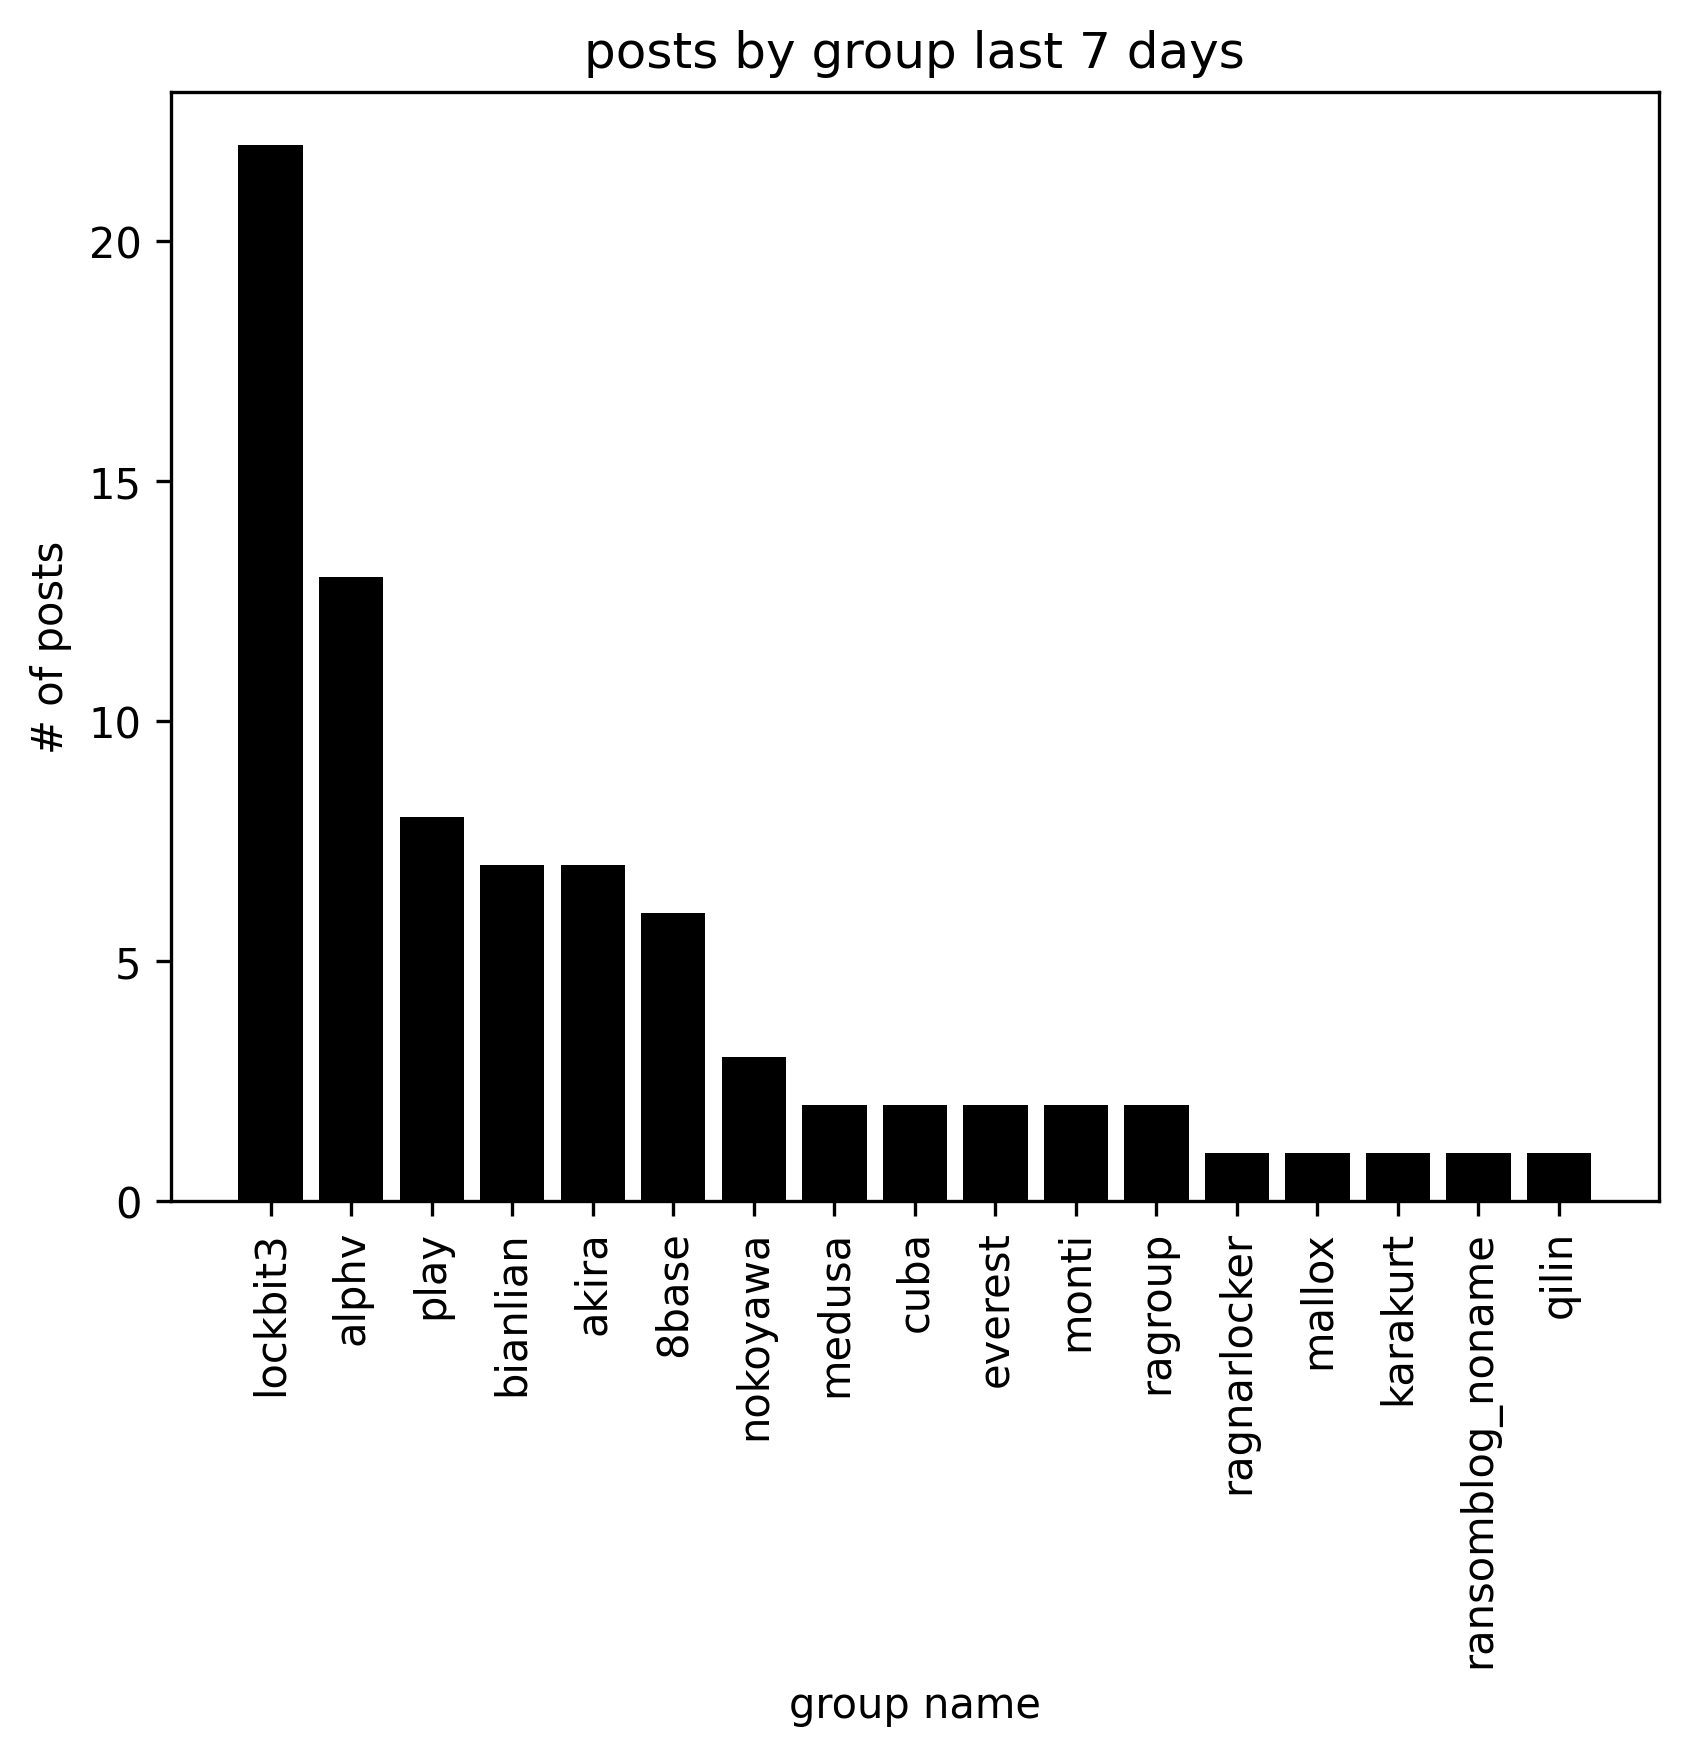 posts by group last 7 days
# of posts
20
15
10
5
0
lockbit3
alphv
play
bianlian
akira
8base
nokoyawa
medusa
cuba
everest
monti
ragroup
ragnarlocker
mallox
karakurt
ransomblog_noname
qilin
group name